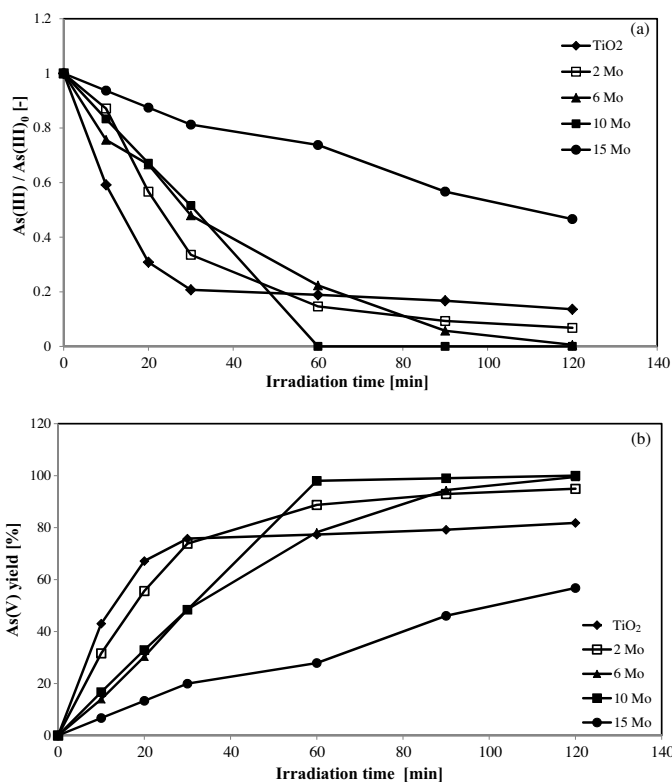 1.2
(a)
TiO2
1
2 Mo
6 Mo
0.8
10 Mo
15 Mo
0.6
0.4
0.2
0
As(III) / As(III)0 [-]
0 20 40 60 80 100 120 140
Irradiation time [min]
120
(b)
100
80
60
40
TiO2
2 Mo
6 Mo
20
10 Mo
15 Mo
0
As(V) yield [%]
0 20 40 60 80 100 120 140
Irradiation time [min]